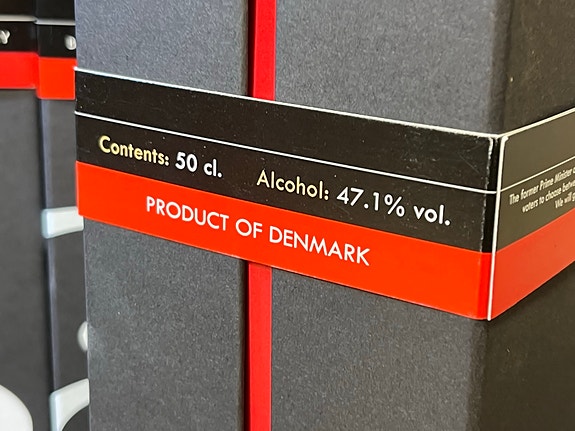 Contents: 50 cl.
Alcohol: 47.1% vol.
PRODUCT OF DENMARK
The former Prime Minister
voters to choose betw
We will